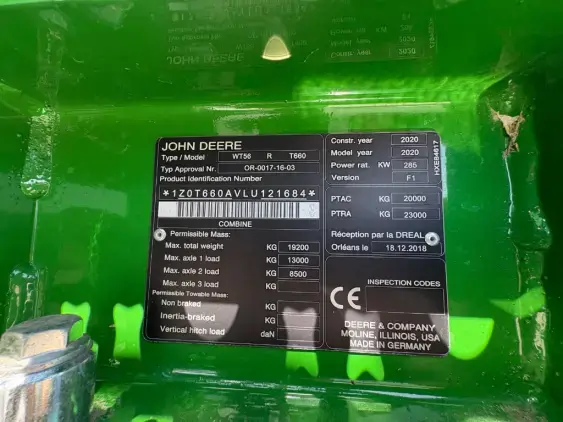 JOHN DEERE
Type / Model WT56 R T660
Typ Approval Nr. OR-0017-16-03
Product Identification Number
*1Z0T660AVLU121684*
COMBINE
Permissible Mass:
Max. total weight KG 19200
Max. axle 1 load KG 13000
Max. axle 2 load KG 8500
Max. axle 3 load KG
Permissible Towable Mass:
Non braked KG
Inertia-braked KG
Vertical hitch load daN
Constr. year 2020
Model year 2020
Power rat. KW 285
Version F1
PTAC KG 20000
PTRA KG 23000
Réception par la DREAL
Orléans le 18.12.2018
CE
INSPECTION CODES
DEERE & COMPANY
MOLINE, ILLINOIS, USA
MADE IN GERMANY
HXE84617